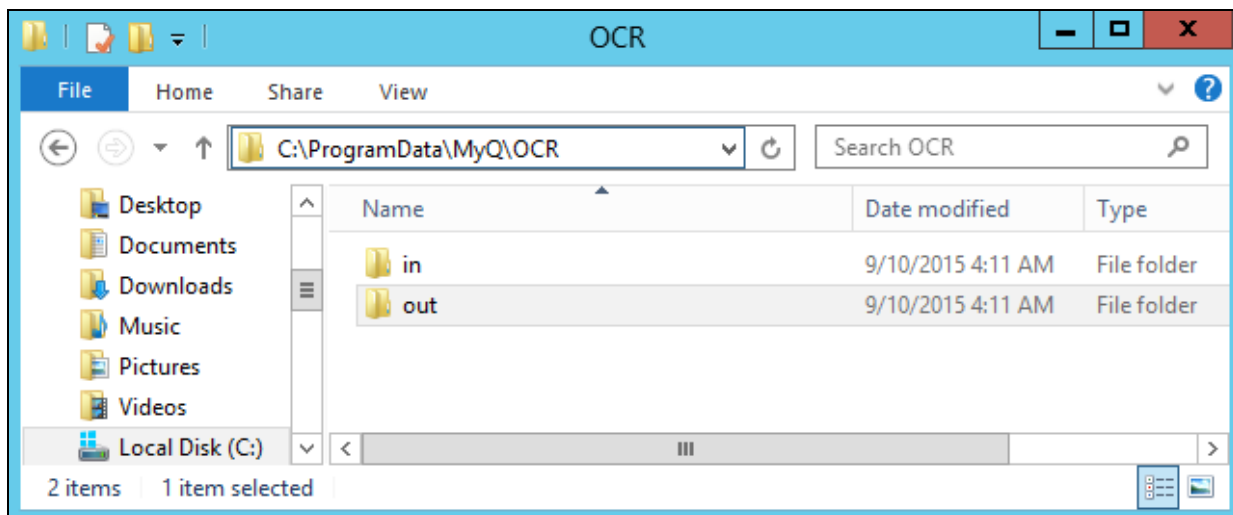 OCR
File Home Share View
C:\ProgramData\MyQ\OCR Search OCR
Desktop Name Date modified Type
Documents in 9/10/2015 4:11 AM File folder
Downloads out 9/10/2015 4:11 AM File folder
Music
Pictures
Videos
Local Disk (C:)
2 items 1 item selected